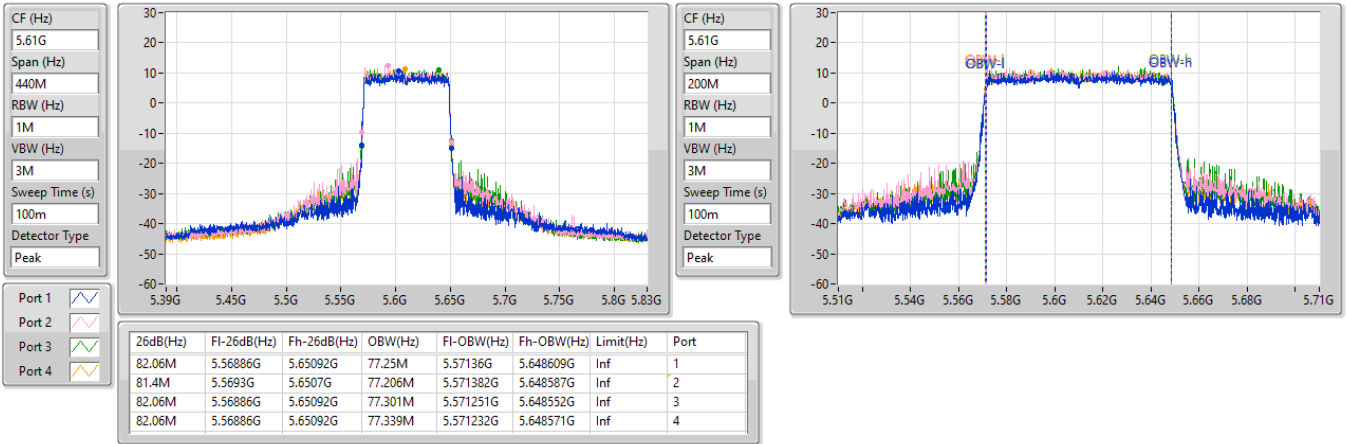 CF (Hz)
5.61G
Span (Hz)
440M
RBW (Hz)
1M
VBW (Hz)
3M
Sweep Time (s)
100m
Detector Type
Peak
30
20
10
0
-10
-20
-30
-40
-50
-60
5.39G 5.45G 5.5G 5.55G 5.6G 5.65G 5.7G 5.75G 5.8G 5.83G
CF (Hz)
5.61G
Span (Hz)
200M
RBW (Hz)
1M
VBW (Hz)
3M
Sweep Time (s)
100m
Detector Type
Peak
30
20
10
0
-10
-20
-30
-40
-50
-60
OBW-l OBW-h
5.51G 5.54G 5.56G 5.58G 5.6G 5.62G 5.64G 5.66G 5.68G 5.71G
Port 1
Port 2
Port 3
Port 4
26dB(Hz) Fl-26dB(Hz) Fh-26dB(Hz) OBW(Hz) Fl-OBW(Hz) Fh-OBW(Hz) Limit(Hz) Port
82.06M 5.56886G 5.65092G 77.25M 5.57136G 5.648609G Inf 1
81.4M 5.5693G 5.6507G 77.206M 5.571382G 5.648587G Inf 2
82.06M 5.56886G 5.65092G 77.301M 5.571251G 5.648552G Inf 3
82.06M 5.56886G 5.65092G 77.339M 5.571232G 5.648571G Inf 4